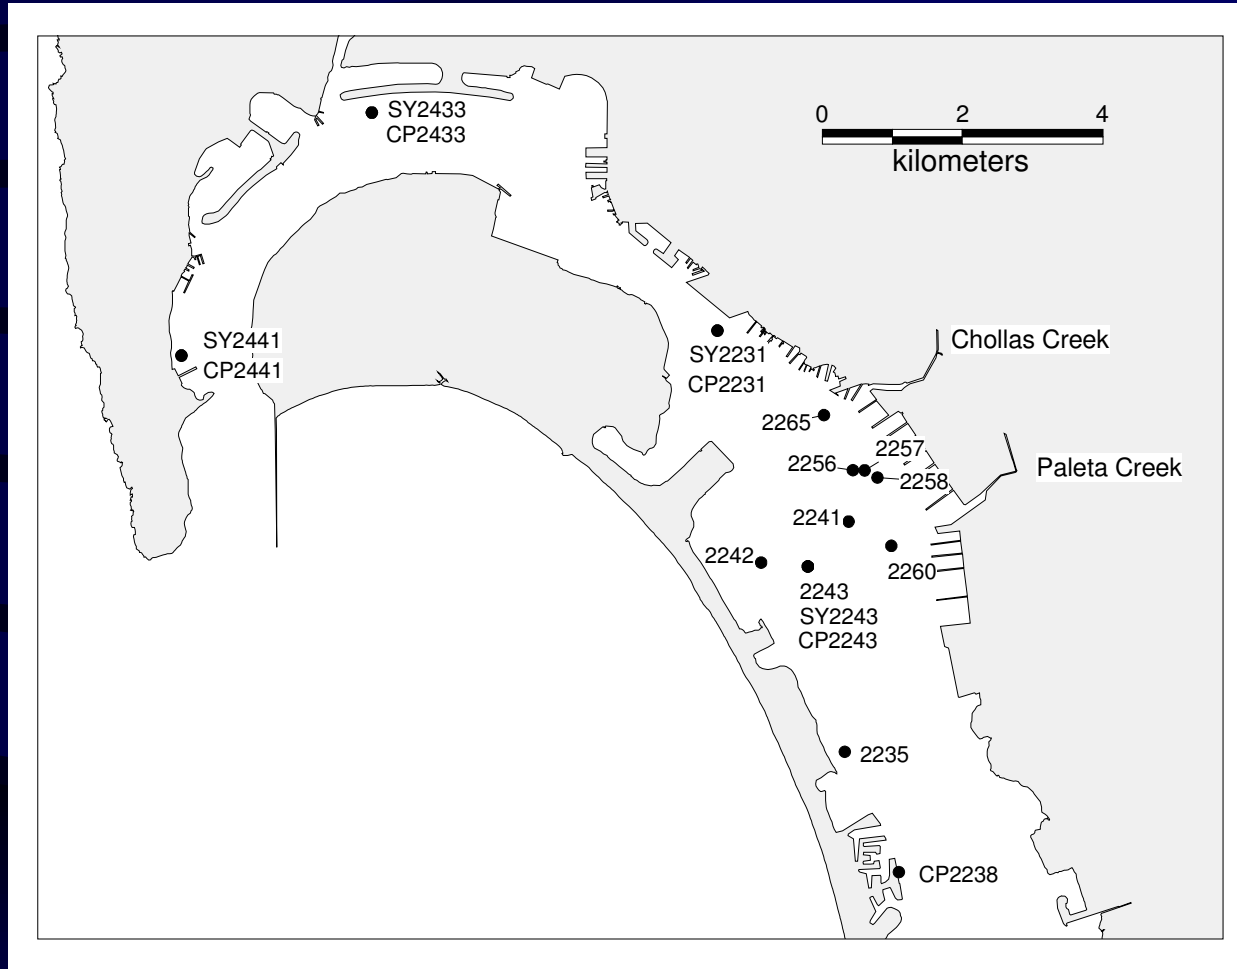 SY2433
CP2433
0 2 4
kilometers
SY2441
CP2441
SY2231
CP2231
Chollas Creek
2265
2257
2256
2258
Paleta Creek
2241
2242
2260
2243
SY2243
CP2243
2235
CP2238